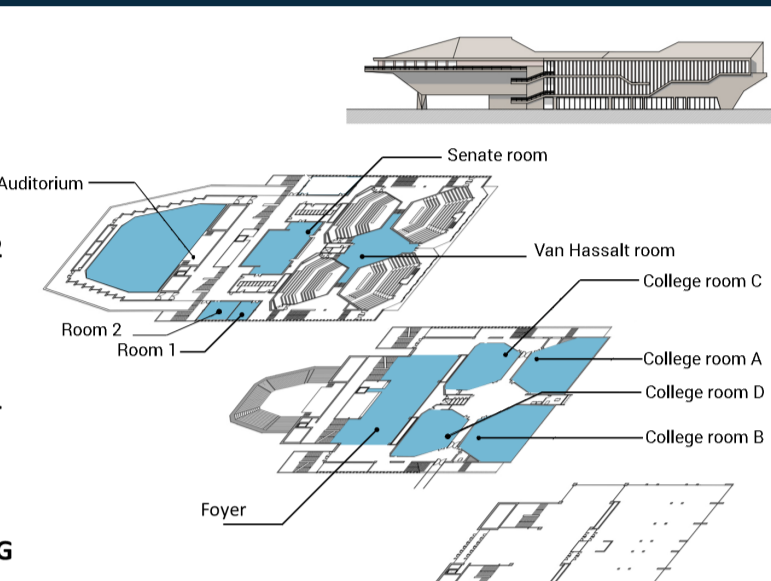 Senate room
Auditorium
Van Hassalt room
College room C
Room 2
Room 1
College room A
College room D
College room B
Foyer
G